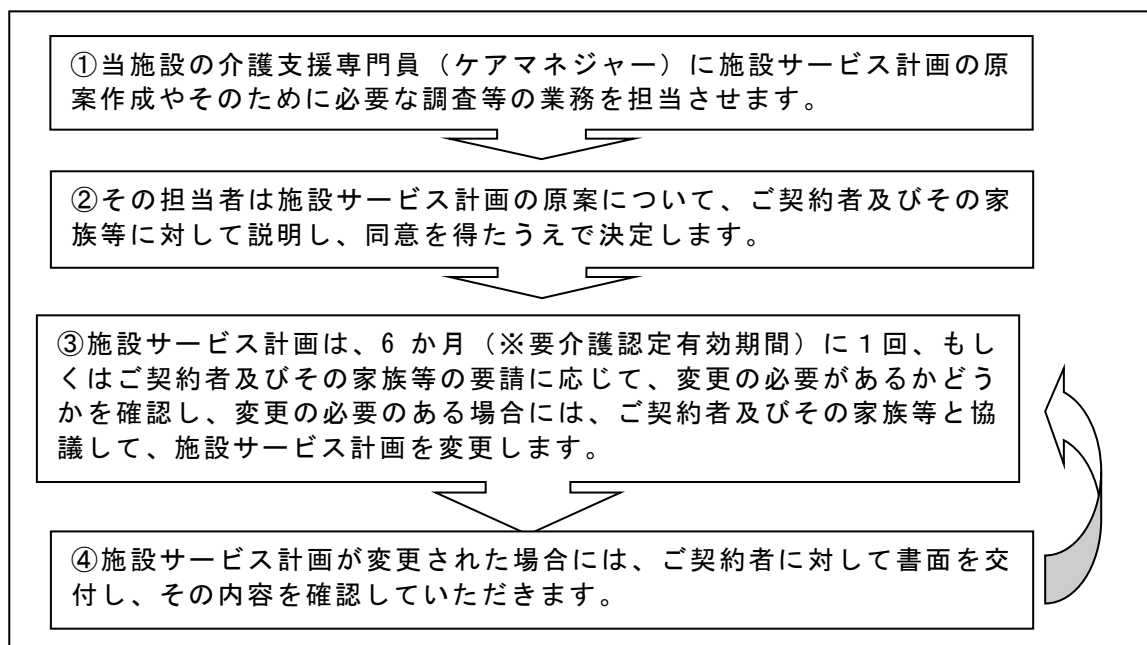 ①当施設の介護支援専門員（ケアマネジャー）に施設サービス計画の原
案作成やそのために必要な調査等の業務を担当させます。
②その担当者は施設サービス計画の原案について、ご契約者及びその家
族等に対して説明し、同意を得たうえで決定します。
③施設サービス計画は、6 か月（※要介護認定有効期間）に１回、もし
くはご契約者及びその家族等の要請に応じて、変更の必要があるかどう
かを確認し、変更の必要のある場合には、ご契約者及びその家族等と協
議して、施設サービス計画を変更します。
④施設サービス計画が変更された場合には、ご契約者に対して書面を交
付し、その内容を確認していただきます。